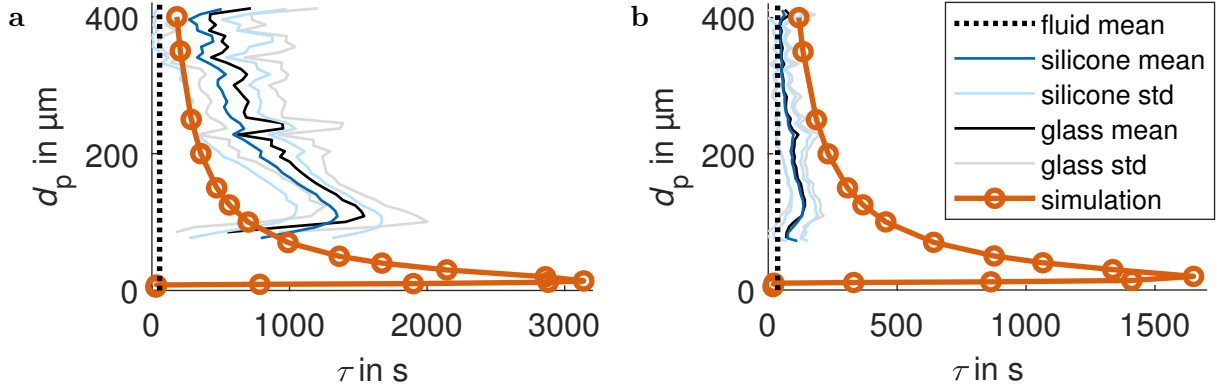 a
400
200
0
d_p in µm
0
1000
2000
3000
τ in s
b
400
200
0
d_p in µm
0
500
1000
1500
τ in s
fluid mean
silicone mean
silicone std
glass mean
glass std
simulation